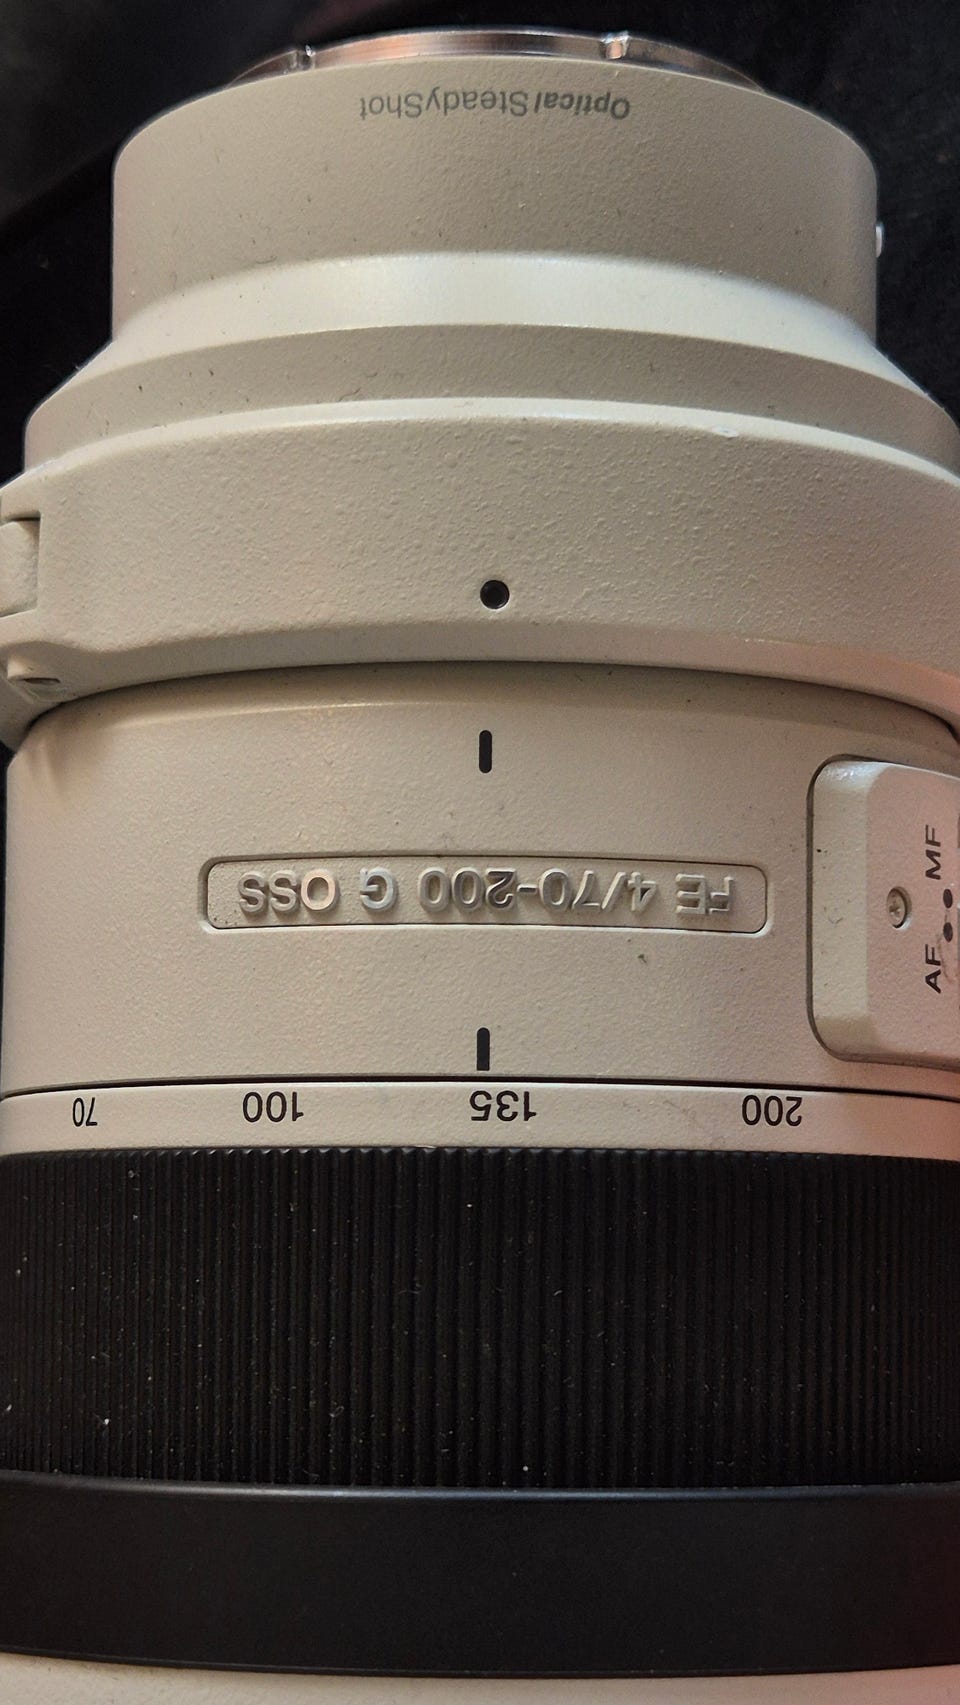 Optical SteadyShot
FE 4/70-200 G OSS
AF MF
70 100 135 200